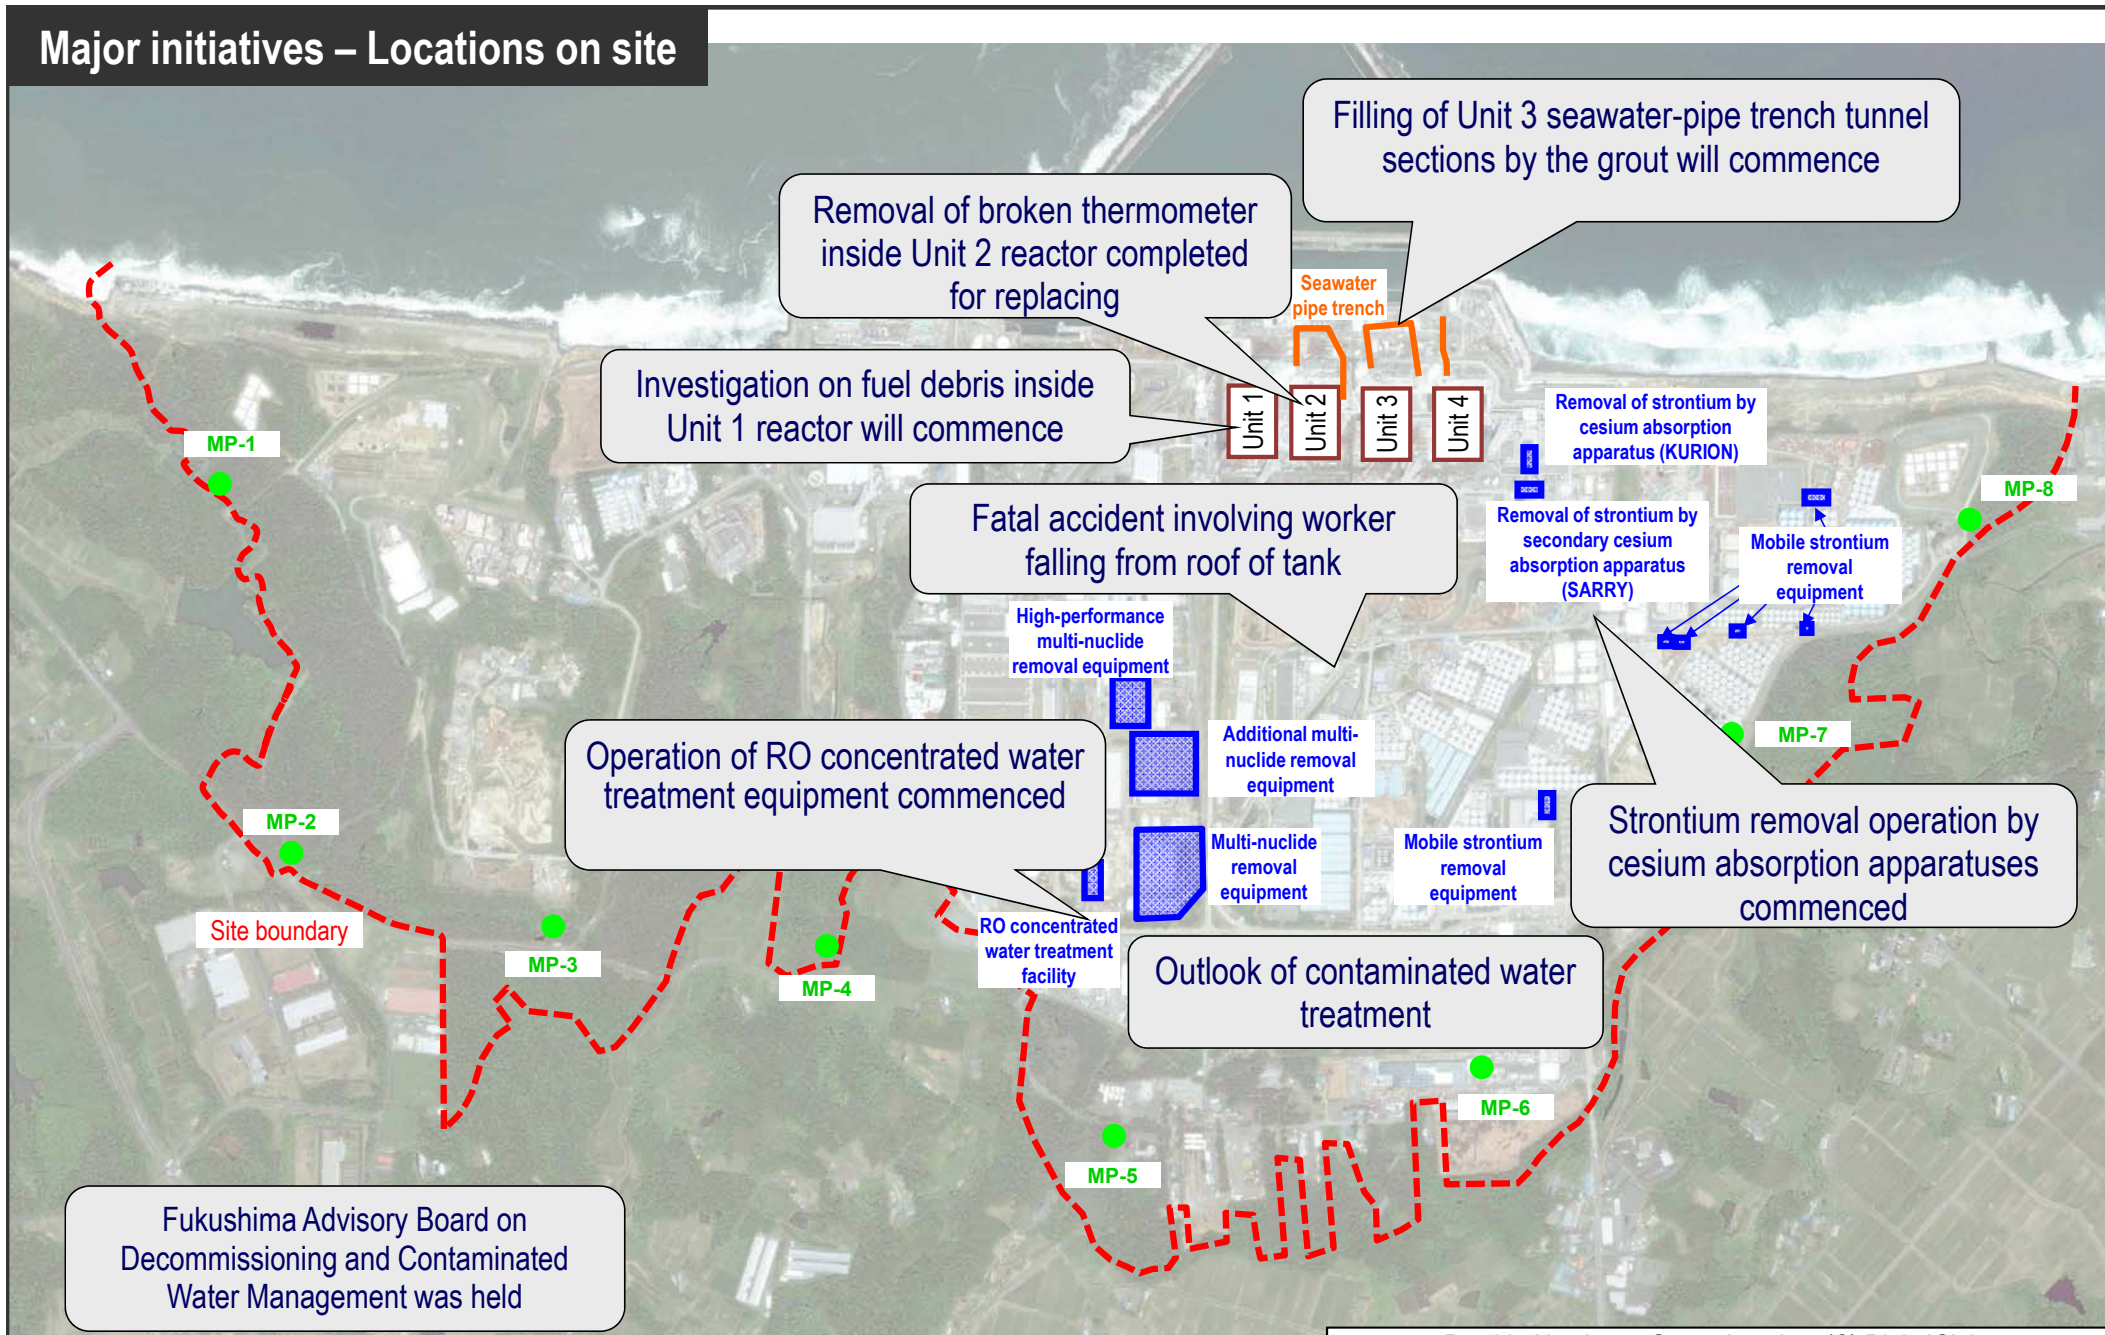 Major initiatives – Locations on site
Filling of Unit 3 seawater-pipe trench tunnel
sections by the grout will commence
Removal of broken thermometer
inside Unit 2 reactor completed
for replacing
Seawater
pipe trench
Investigation on fuel debris inside
Unit 1 reactor will commence
Unit 1
Unit 2
Unit 3
Unit 4
Removal of strontium by
cesium absorption
apparatus (KURION)
MP-1
MP-8
Fatal accident involving worker
falling from roof of tank
Removal of strontium by
secondary cesium
absorption apparatus
(SARRY)
Mobile strontium
removal
equipment
High-performance
multi-nuclide
removal equipment
Operation of RO concentrated water
treatment equipment commenced
Additional multi-
nuclide removal
equipment
MP-7
MP-2
Multi-nuclide
removal
equipment
Mobile strontium
removal
equipment
Strontium removal operation by
cesium absorption apparatuses
commenced
Site boundary
MP-3
MP-4
RO concentrated
water treatment
facility
Outlook of contaminated water
treatment
MP-6
MP-5
Fukushima Advisory Board on
Decommissioning and Contaminated
Water Management was held